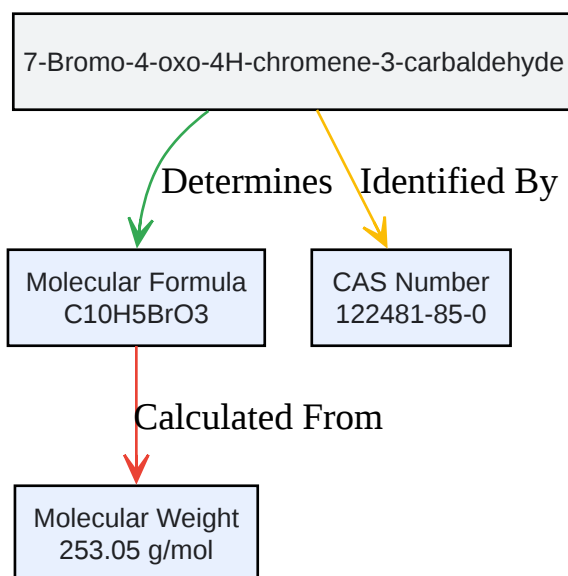 7-Bromo-4-oxo-4H-chromene-3-carbaldehyde
Determines
Identified By
Molecular Formula
C10H5BrO3
CAS Number
122481-85-0
Calculated From
Molecular Weight
253.05 g/mol